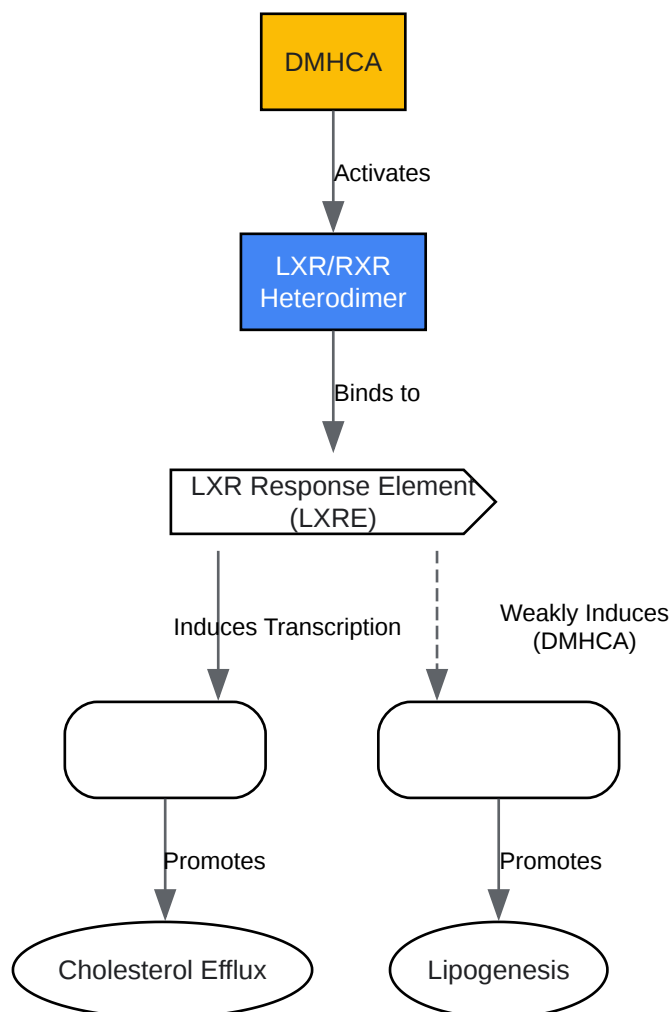 DMHCA
Activates
LXR/RXR
Heterodimer
Binds to
LXR Response Element
(LXRE)
Induces Transcription
Weakly Induces
(DMHCA)
Promotes
Promotes
Cholesterol Efflux
Lipogenesis